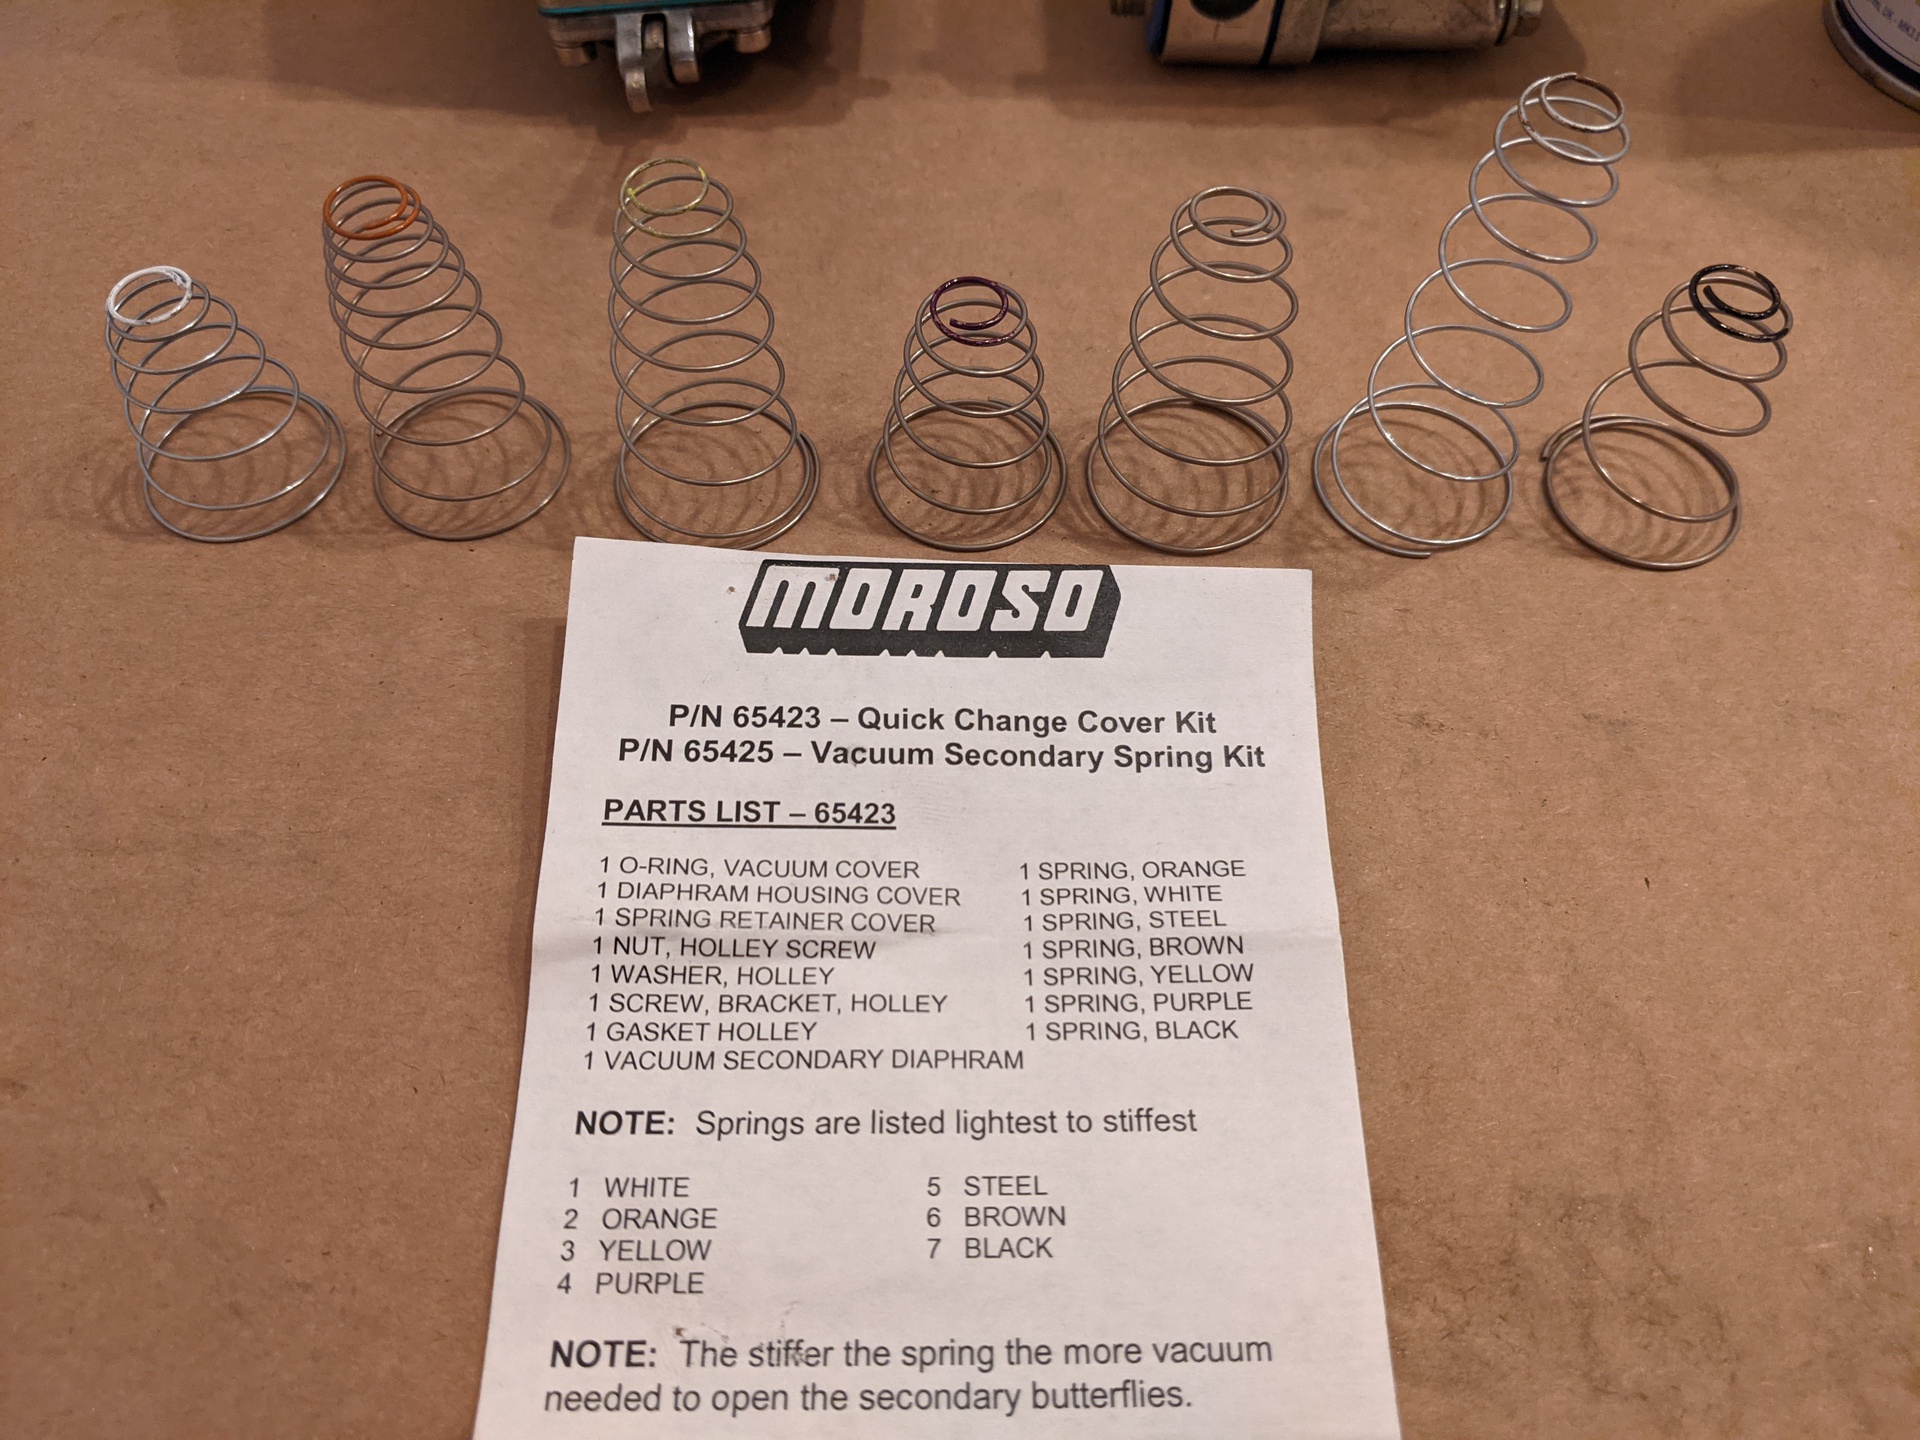 MOROSO
P/N 65423 – Quick Change Cover Kit
P/N 65425 – Vacuum Secondary Spring Kit
PARTS LIST – 65423
1 O-RING, VACUUM COVER
1 DIAPHRAM HOUSING COVER
1 SPRING RETAINER COVER
1 NUT, HOLLEY SCREW
1 WASHER, HOLLEY
1 SCREW, BRACKET, HOLLEY
1 GASKET HOLLEY
1 VACUUM SECONDARY DIAPHRAM
1 SPRING, ORANGE
1 SPRING, WHITE
1 SPRING, STEEL
1 SPRING, BROWN
1 SPRING, YELLOW
1 SPRING, PURPLE
1 SPRING, BLACK
NOTE: Springs are listed lightest to stiffest
1 WHITE
2 ORANGE
3 YELLOW
4 PURPLE
5 STEEL
6 BROWN
7 BLACK
NOTE: The stiffer the spring the more vacuum
needed to open the secondary butterflies.